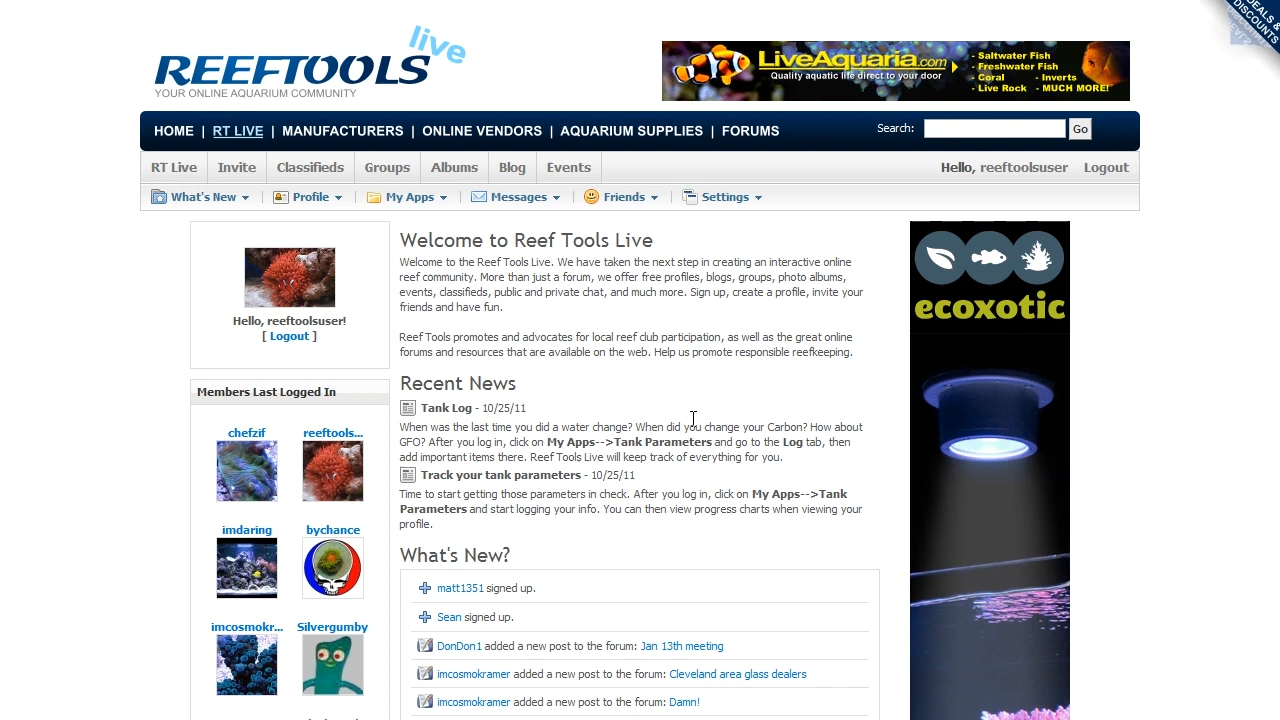 DEALS &
DISCOUNTS
live
REEFTOOLS
YOUR ONLINE AQUARIUM COMMUNITY
LiveAquaria.com
Quality aquatic life direct to your door
- Saltwater Fish
- Freshwater Fish
- Coral - Inverts
- Live Rock - MUCH MORE!
HOME | RT LIVE | MANUFACTURERS | ONLINE VENDORS | AQUARIUM SUPPLIES | FORUMS
Search: Go
RT Live Invite Classifieds Groups Albums Blog Events Hello, reeftoolsuser Logout
What's New Profile My Apps Messages Friends Settings
Hello, reeftoolsuser!
[ Logout ]
Members Last Logged In
chefzif reeftools...
imdaring bychance
imcosmokr... Silvergumby
Welcome to Reef Tools Live
Welcome to the Reef Tools Live. We have taken the next step in creating an interactive online
reef community. More than just a forum, we offer free profiles, blogs, groups, photo albums,
events, classifieds, public and private chat, and much more. Sign up, create a profile, invite your
friends and have fun.
Reef Tools promotes and advocates for local reef club participation, as well as the great online
forums and resources that are available on the web. Help us promote responsible reefkeeping.
Recent News
Tank Log - 10/25/11
When was the last time you did a water change? When did you change your Carbon? How about
GFO? After you log in, click on My Apps-->Tank Parameters and go to the Log tab, then
add important items there. Reef Tools Live will keep track of everything for you.
Track your tank parameters - 10/25/11
Time to start getting those parameters in check. After you log in, click on My Apps-->Tank
Parameters and start logging your info. You can then view progress charts when viewing your
profile.
What's New?
matt1351 signed up.
Sean signed up.
DonDon1 added a new post to the forum: Jan 13th meeting
imcosmokramer added a new post to the forum: Cleveland area glass dealers
imcosmokramer added a new post to the forum: Damn!
ecoxotic